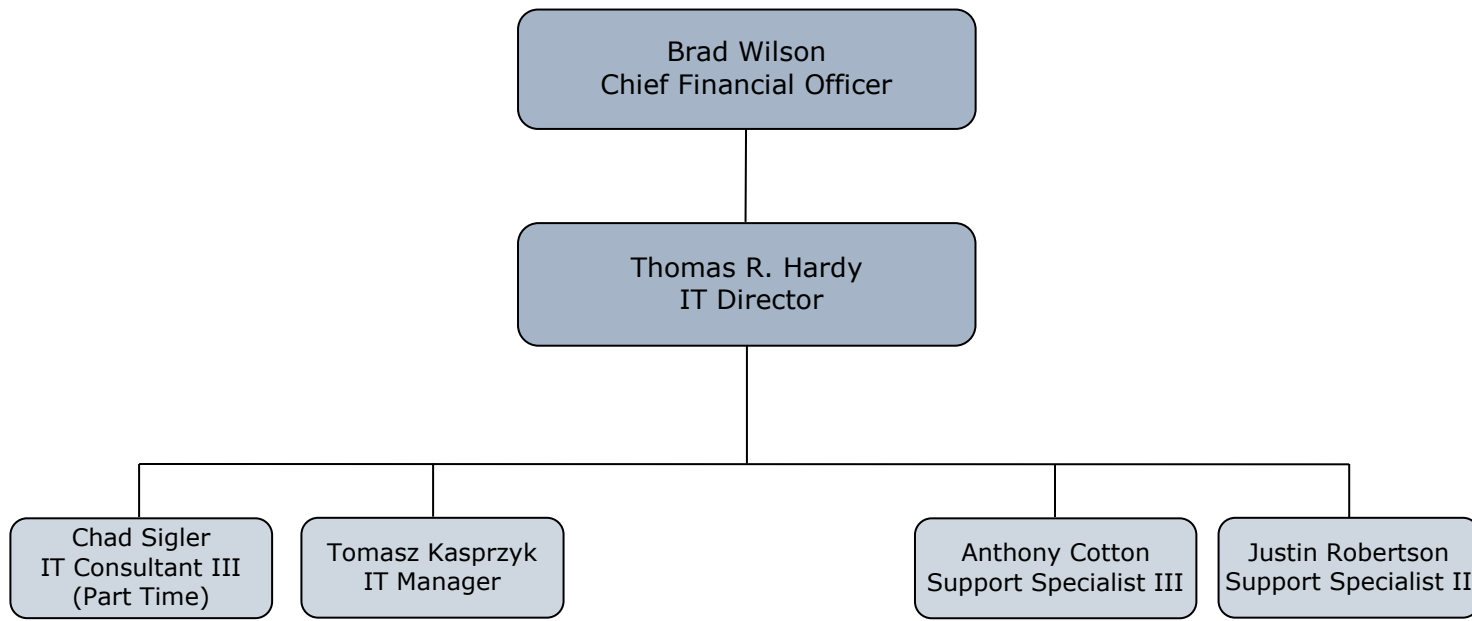 Brad Wilson
Chief Financial Officer
Thomas R. Hardy
IT Director
Chad Sigler
IT Consultant III
(Part Time)
Tomasz Kasprzyk
IT Manager
Anthony Cotton
Support Specialist III
Justin Robertson
Support Specialist II